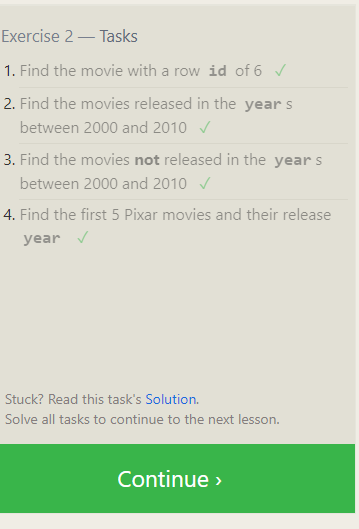 Exercise 2 — Tasks
1. Find the movie with a row id of 6 ✓
2. Find the movies released in the year s
between 2000 and 2010 ✓
3. Find the movies not released in the year s
between 2000 and 2010 ✓
4. Find the first 5 Pixar movies and their release
year ✓
Stuck? Read this task's Solution.
Solve all tasks to continue to the next lesson.
Continue ›